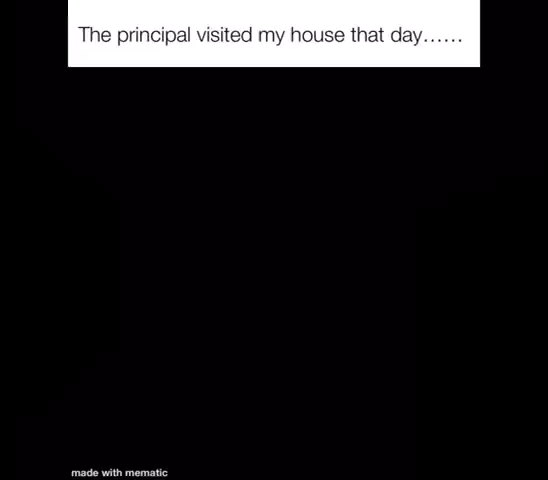 The principal visited my house that day......
made with mematic